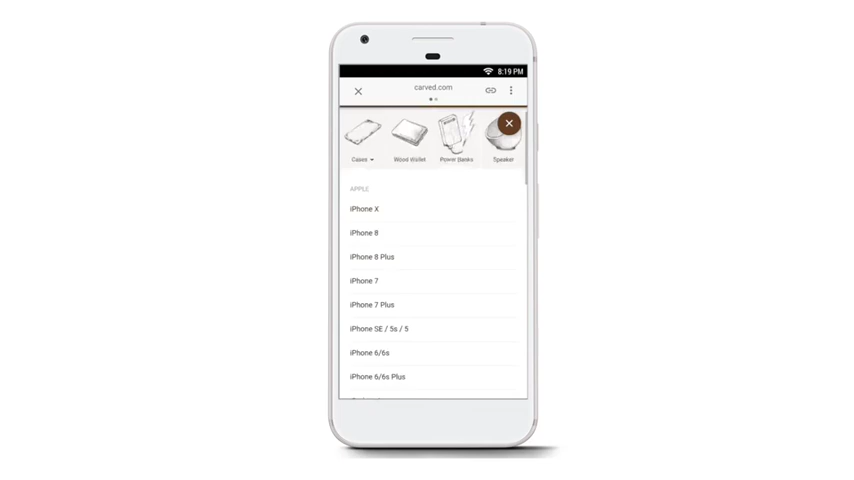 8:19 PM
carved.com
Cases
Wood Wallet
Power Banks
Speaker
APPLE
iPhone X
iPhone 8
iPhone 8 Plus
iPhone 7
iPhone 7 Plus
iPhone SE / 5s / 5
iPhone 6/6s
iPhone 6/6s Plus